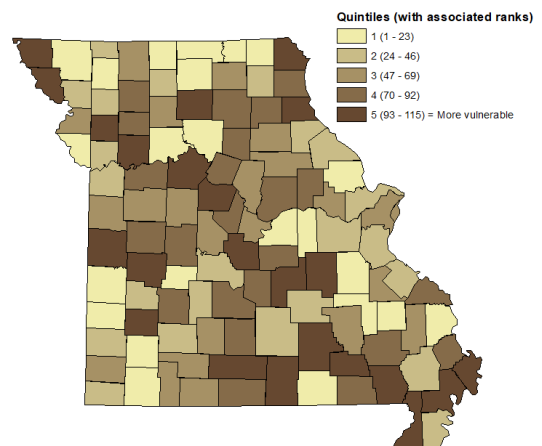 Quintiles (with associated ranks)
1 (1 - 23)
2 (24 - 46)
3 (47 - 69)
4 (70 - 92)
5 (93 - 115) = More vulnerable